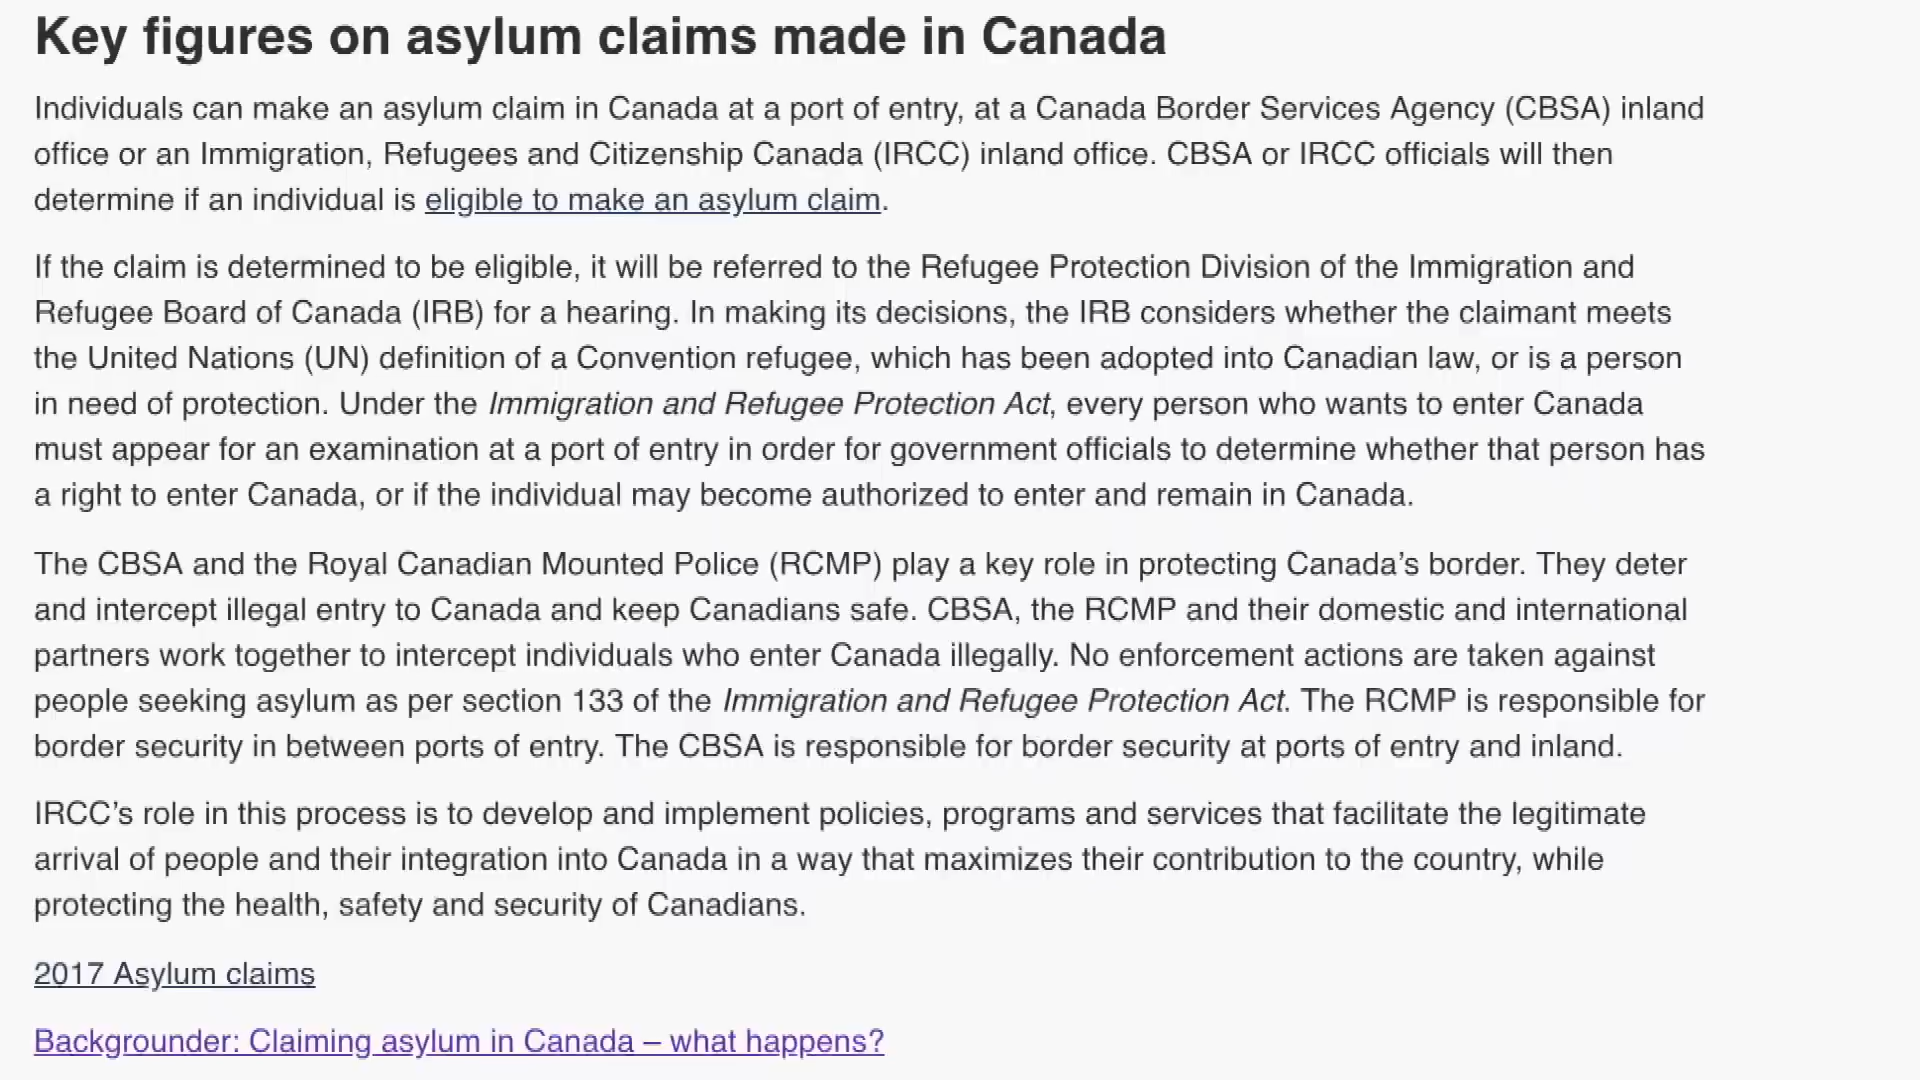 Key figures on asylum claims made in Canada
Individuals can make an asylum claim in Canada at a port of entry, at a Canada Border Services Agency (CBSA) inland
office or an Immigration, Refugees and Citizenship Canada (IRCC) inland office. CBSA or IRCC officials will then
determine if an individual is eligible to make an asylum claim.
If the claim is determined to be eligible, it will be referred to the Refugee Protection Division of the Immigration and
Refugee Board of Canada (IRB) for a hearing. In making its decisions, the IRB considers whether the claimant meets
the United Nations (UN) definition of a Convention refugee, which has been adopted into Canadian law, or is a person
in need of protection. Under the Immigration and Refugee Protection Act, every person who wants to enter Canada
must appear for an examination at a port of entry in order for government officials to determine whether that person has
a right to enter Canada, or if the individual may become authorized to enter and remain in Canada.
The CBSA and the Royal Canadian Mounted Police (RCMP) play a key role in protecting Canada’s border. They deter
and intercept illegal entry to Canada and keep Canadians safe. CBSA, the RCMP and their domestic and international
partners work together to intercept individuals who enter Canada illegally. No enforcement actions are taken against
people seeking asylum as per section 133 of the Immigration and Refugee Protection Act. The RCMP is responsible for
border security in between ports of entry. The CBSA is responsible for border security at ports of entry and inland.
IRCC’s role in this process is to develop and implement policies, programs and services that facilitate the legitimate
arrival of people and their integration into Canada in a way that maximizes their contribution to the country, while
protecting the health, safety and security of Canadians.
2017 Asylum claims
Backgrounder: Claiming asylum in Canada – what happens?